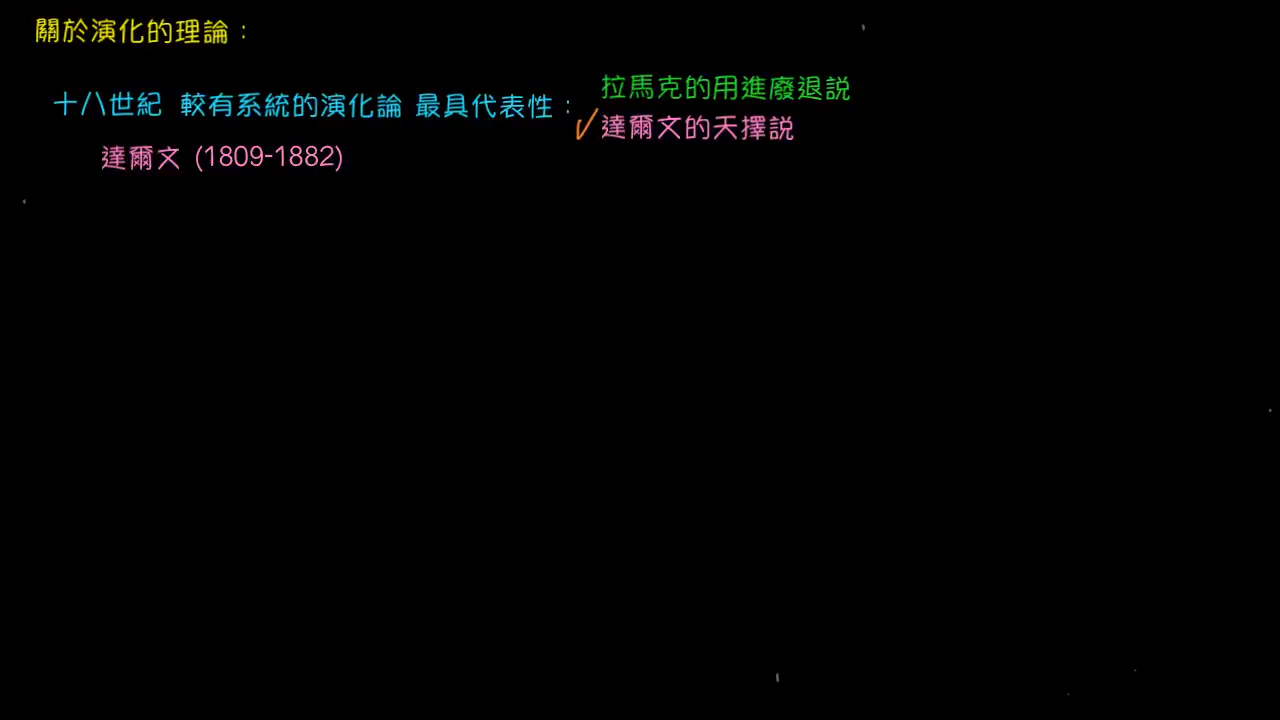 關於演化的理論：
十八世紀 較有系統的演化論 最具代表性：
拉馬克的用進廢退説
✓達爾文的天擇説
達爾文 (1809-1882)